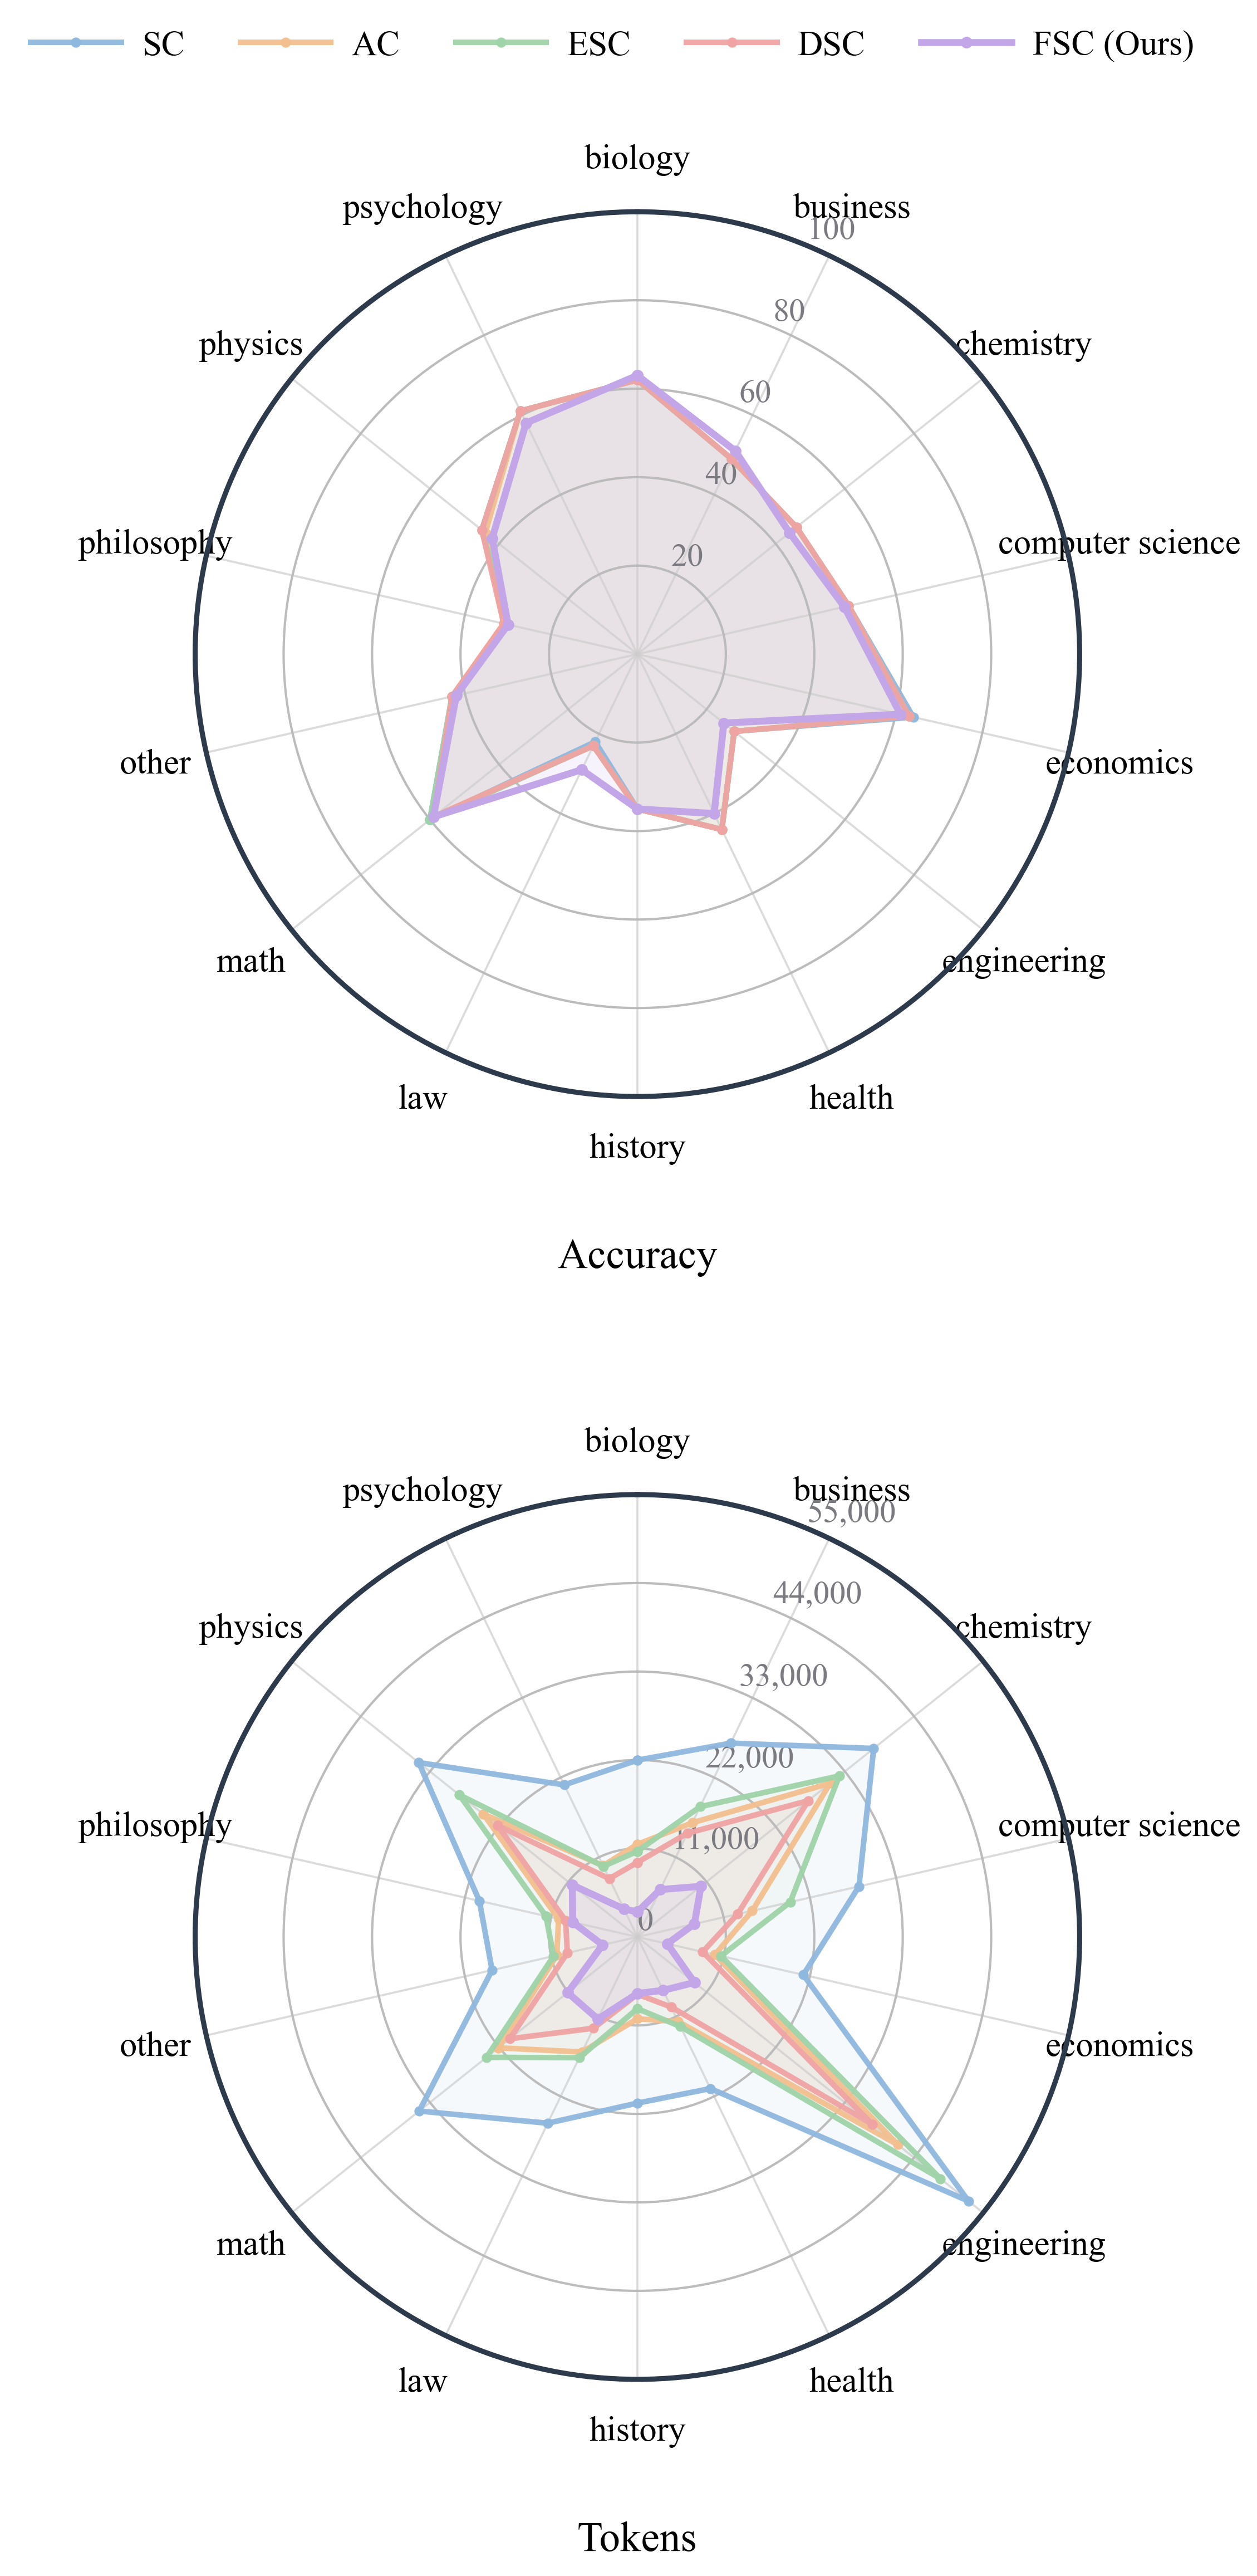 SC AC ESC DSC FSC (Ours)
biology
psychology business
100
80
physics chemistry
60
40
philosophy computer science
20
other economics
math engineering
law health
history
Accuracy
biology
psychology business
55,000
44,000
physics chemistry
33,000
22,000
philosophy computer science
11,000
0
other economics
math engineering
law health
history
Tokens